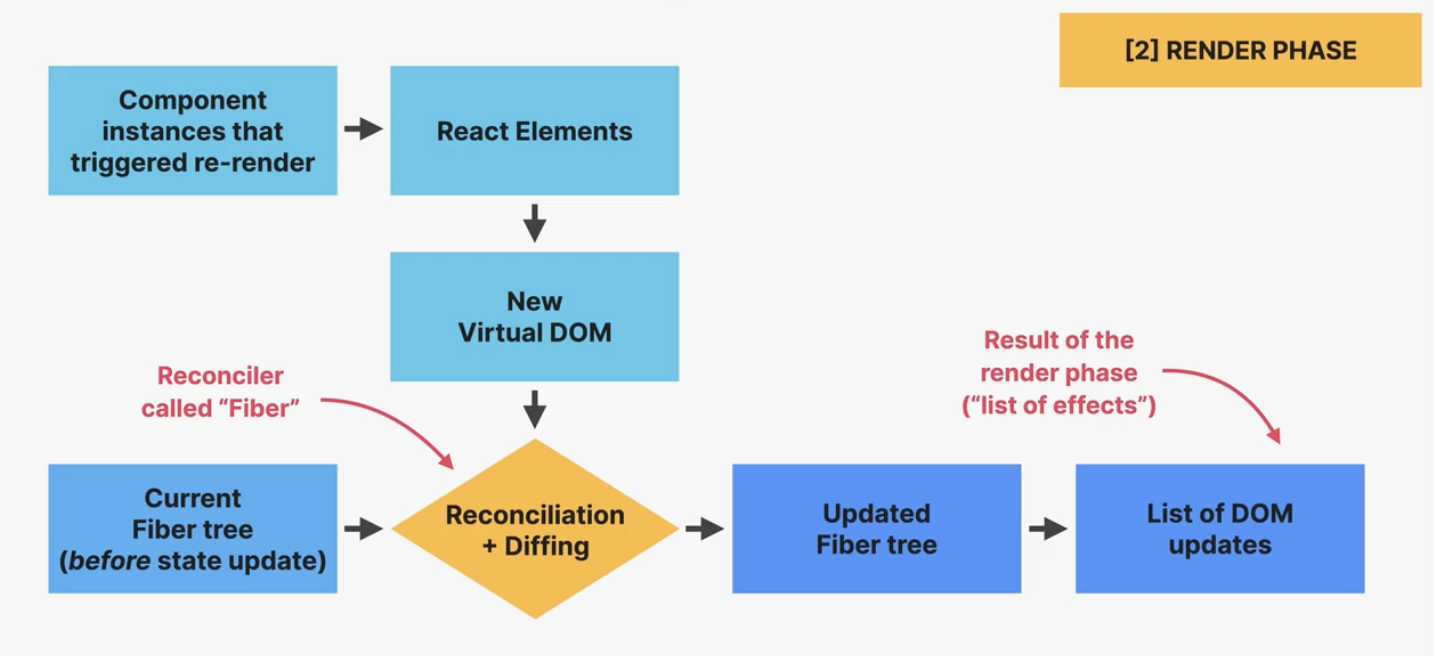 [2] RENDER PHASE
Component
instances that
triggered re-render
React Elements
New
Virtual DOM
Reconciler
called “Fiber”
Result of the
render phase
(“list of effects”)
Current
Fiber tree
(before state update)
Reconciliation
+ Diffing
Updated
Fiber tree
List of DOM
updates